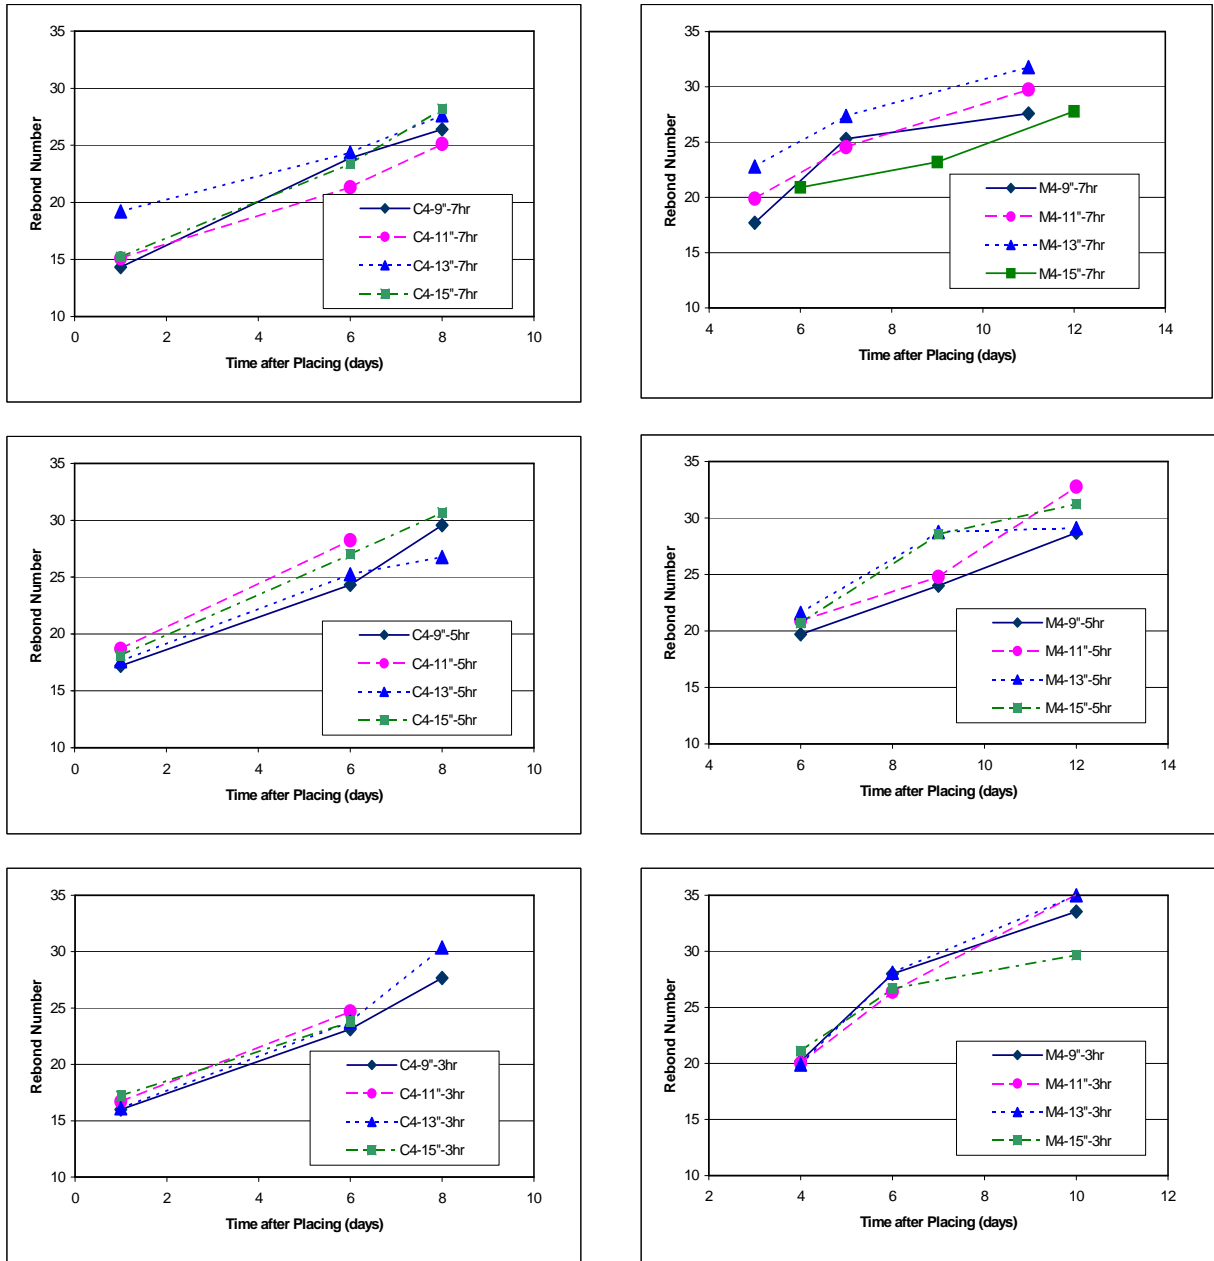 35
30
25
20
15
10
Rebond Number
0 2 4 6 8 10
Time after Placing (days)
C4-9"-7hr
C4-11"-7hr
C4-13"-7hr
C4-15"-7hr
35
30
25
20
15
10
Rebond Number
4 6 8 10 12 14
Time after Placing (days)
M4-9"-7hr
M4-11"-7hr
M4-13"-7hr
M4-15"-7hr
35
30
25
20
15
10
Rebond Number
0 2 4 6 8 10
Time after Placing (days)
C4-9"-5hr
C4-11"-5hr
C4-13"-5hr
C4-15"-5hr
35
30
25
20
15
10
Rebond Number
4 6 8 10 12 14
Time after Placing (days)
M4-9"-5hr
M4-11"-5hr
M4-13"-5hr
M4-15"-5hr
35
30
25
20
15
10
Rebond Number
0 2 4 6 8 10
Time after Placing (days)
C4-9"-3hr
C4-11"-3hr
C4-13"-3hr
C4-15"-3hr
35
30
25
20
15
10
Rebond Number
2 4 6 8 10 12
Time after Placing (days)
M4-9"-3hr
M4-11"-3hr
M4-13"-3hr
M4-15"-3hr